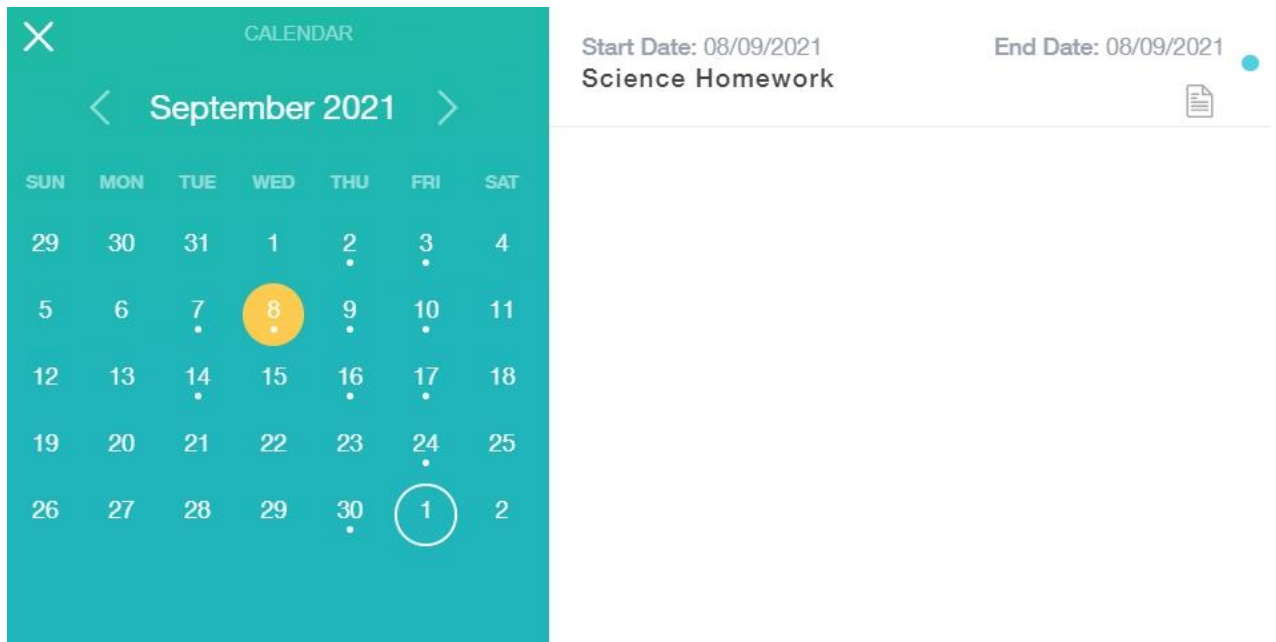 CALENDAR
September 2021
SUN MON TUE WED THU FRI SAT
29 30 31 1 2 3 4
5 6 7 8 9 10 11
12 13 14 15 16 17 18
19 20 21 22 23 24 25
26 27 28 29 30 1 2
Start Date: 08/09/2021 End Date: 08/09/2021
Science Homework